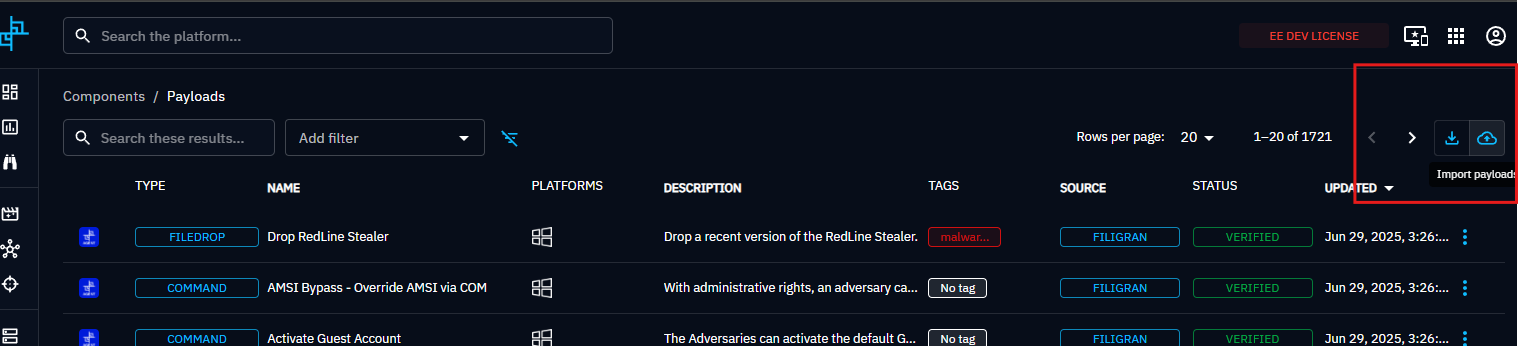 Search the platform...
EE DEV LICENSE
Components / Payloads
Search these results...
Add filter
Rows per page: 20
1–20 of 1721
Import payloads
TYPE NAME PLATFORMS DESCRIPTION TAGS SOURCE STATUS UPDATED
FILEDROP Drop RedLine Stealer Drop a recent version of the RedLine Stealer. malwar... FILIGRAN VERIFIED Jun 29, 2025, 3:26:...
COMMAND AMSI Bypass - Override AMSI via COM With administrative rights, an adversary ca... No tag FILIGRAN VERIFIED Jun 29, 2025, 3:26:...
COMMAND Activate Guest Account The Adversaries can activate the default G... No tag FILIGRAN VERIFIED Jun 29, 2025, 3:26:...